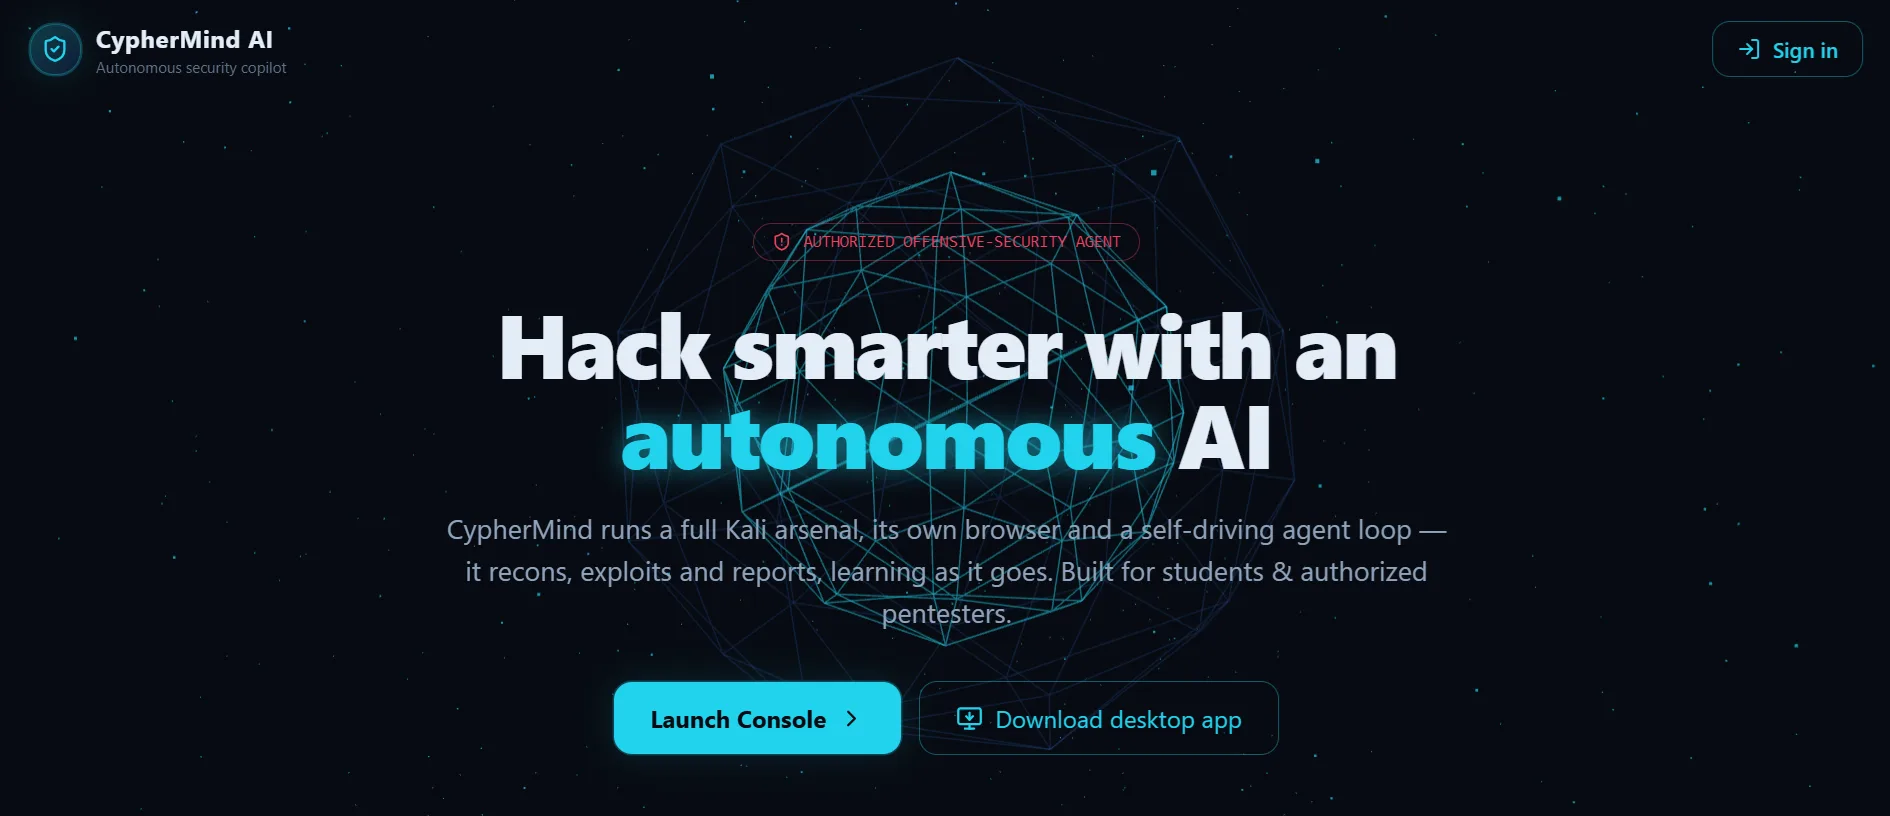 CypherMind AI
Autonomous security copilot
Sign in
AUTHORIZED OFFENSIVE-SECURITY AGENT
Hack smarter with an
autonomous AI
CypherMind runs a full Kali arsenal, its own browser and a self-driving agent loop —
it recons, exploits and reports, learning as it goes. Built for students & authorized
pentesters.
Launch Console
Download desktop app